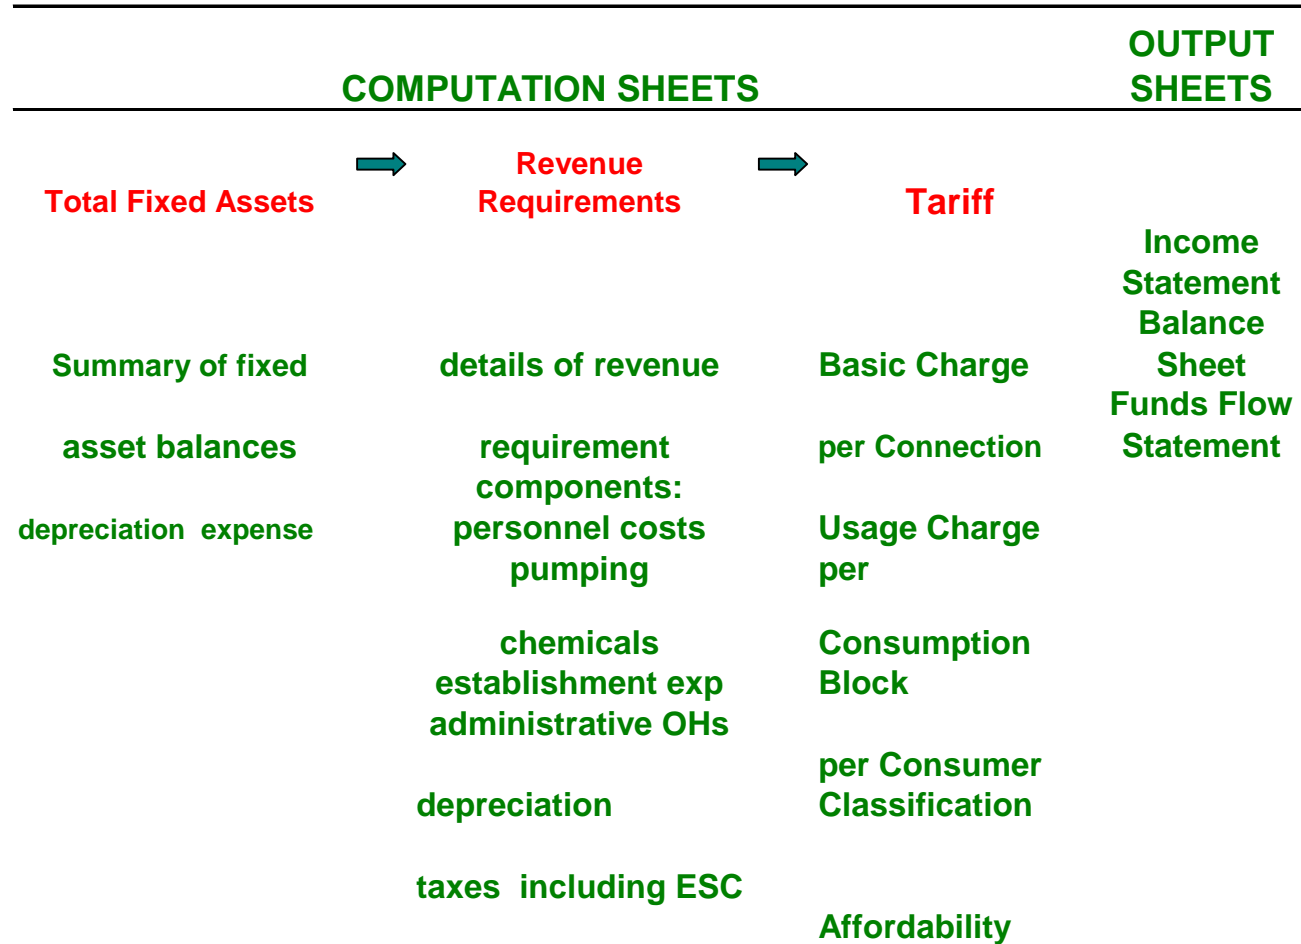 COMPUTATION SHEETS
OUTPUT
SHEETS
Total Fixed Assets
Revenue
Requirements
Tariff
Summary of fixed
asset balances
depreciation expense
details of revenue
requirement
components:
personnel costs
pumping
chemicals
establishment exp
administrative OHs
depreciation
taxes including ESC
Basic Charge
per Connection
Usage Charge
per
Consumption
Block
per Consumer
Classification
Affordability
Income
Statement
Balance
Sheet
Funds Flow
Statement